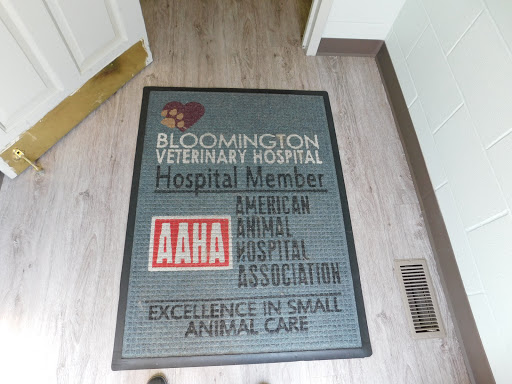 BLOOMINGTON
VETERINARY HOSPITAL
Hospital Member
AAHA
AMERICAN
ANIMAL
HOSPITAL
ASSOCIATION
EXCELLENCE IN SMALL
ANIMAL CARE